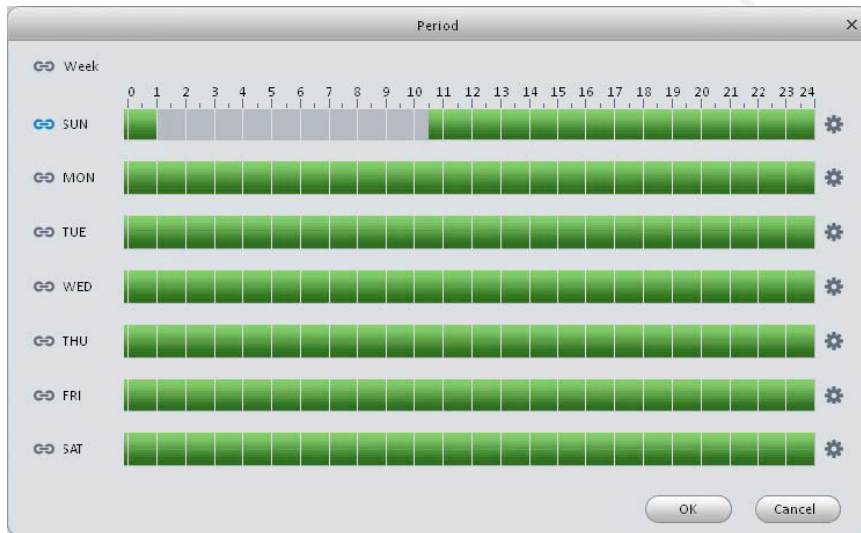 Period
Week
0 1 2 3 4 5 6 7 8 9 10 11 12 13 14 15 16 17 18 19 20 21 22 23 24
SUN
MON
TUE
WED
THU
FRI
SAT
OK Cancel